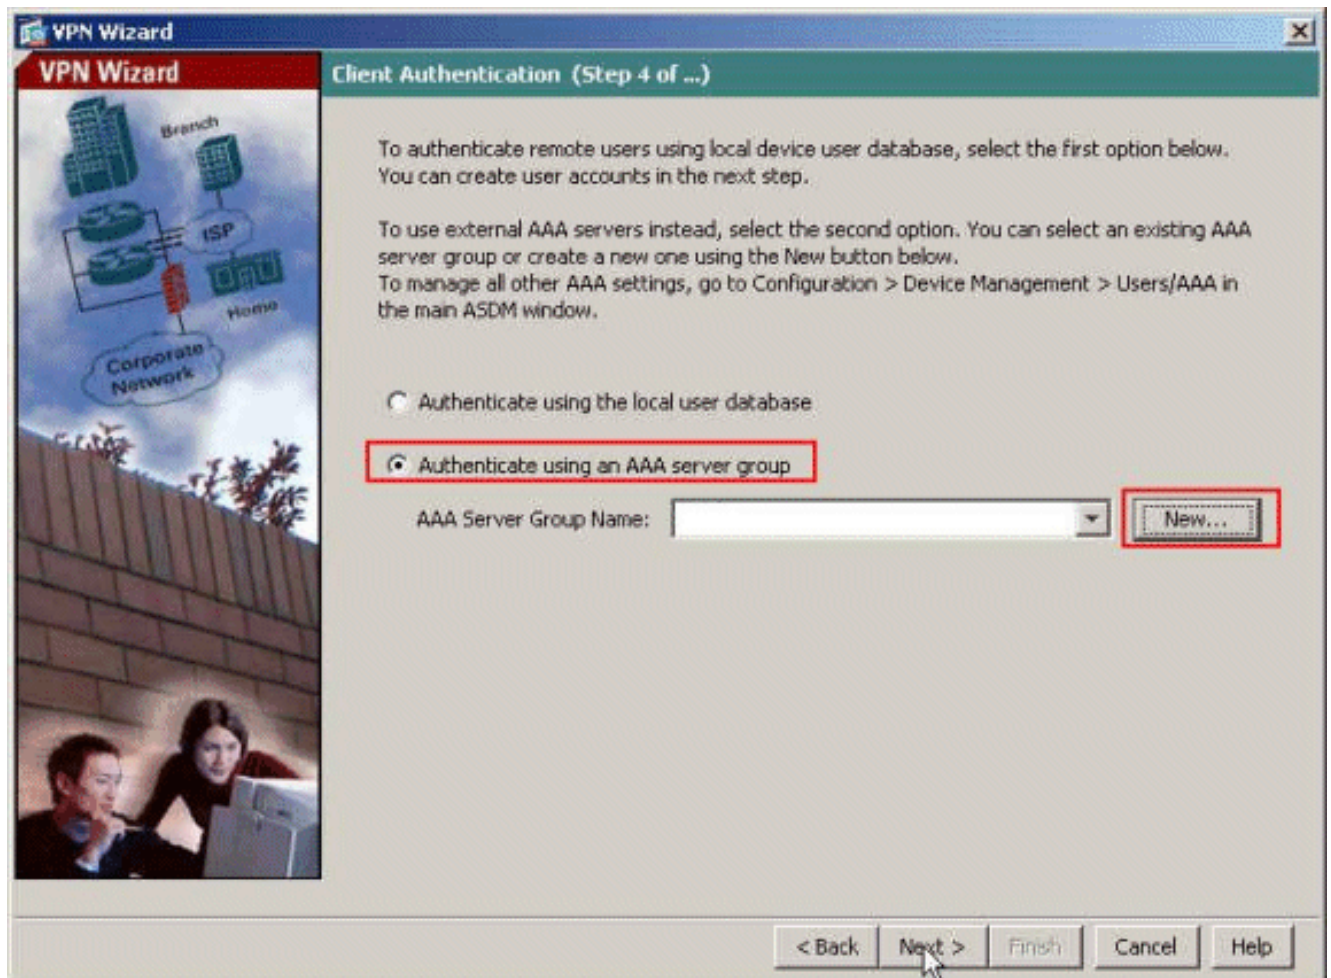 VPN Wizard
VPN Wizard
Client Authentication (Step 4 of ...)
Branch
ISP
Home
Corporate
Network
To authenticate remote users using local device user database, select the first option below.
You can create user accounts in the next step.
To use external AAA servers instead, select the second option. You can select an existing AAA
server group or create a new one using the New button below.
To manage all other AAA settings, go to Configuration > Device Management > Users/AAA in
the main ASDM window.
Authenticate using the local user database
Authenticate using an AAA server group
AAA Server Group Name:
New...
< Back
Next >
Finish
Cancel
Help